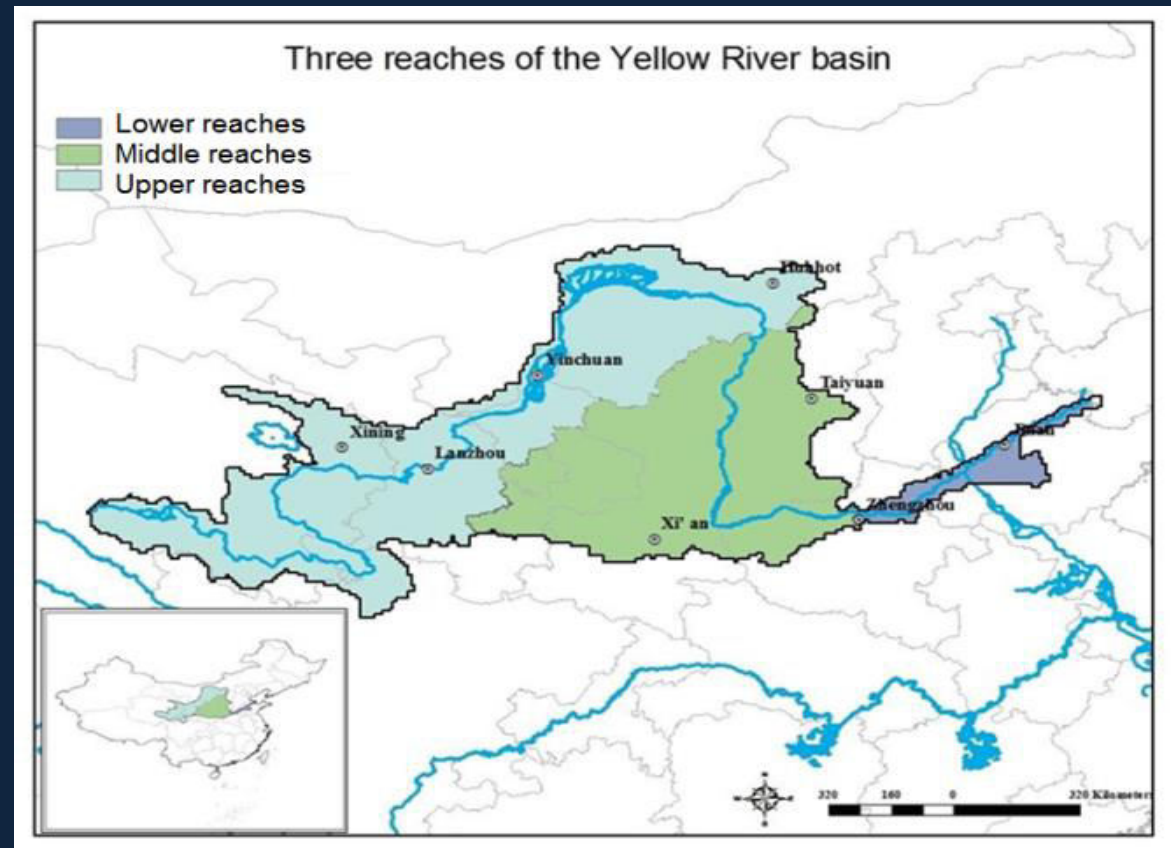 Three reaches of the Yellow River basin
Lower reaches
Middle reaches
Upper reaches
Huhhot
Yinchuan
Taiyuan
Xining
Lanzhou
Jinan
Zhengzhou
Xi' an
320 160 0 320 Kilometers